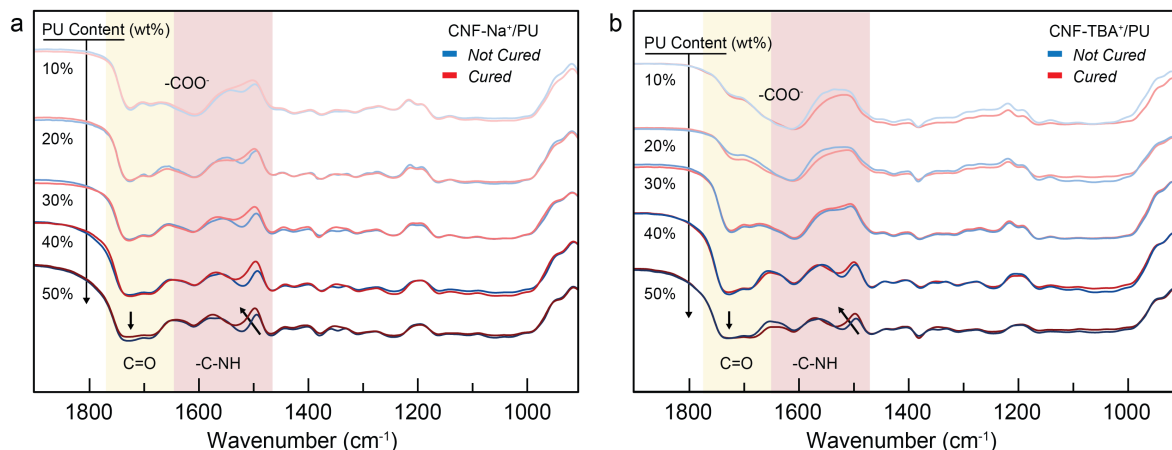 a
PU Content (wt%)
CNF-Na⁺/PU
Not Cured
Cured
10%
-COO⁻
20%
30%
40%
50%
C=O
-C-NH
1800
1600
1400
1200
1000
Wavenumber (cm⁻¹)
b
PU Content (wt%)
CNF-TBA⁺/PU
Not Cured
Cured
10%
-COO⁻
20%
30%
40%
50%
C=O
-C-NH
1800
1600
1400
1200
1000
Wavenumber (cm⁻¹)